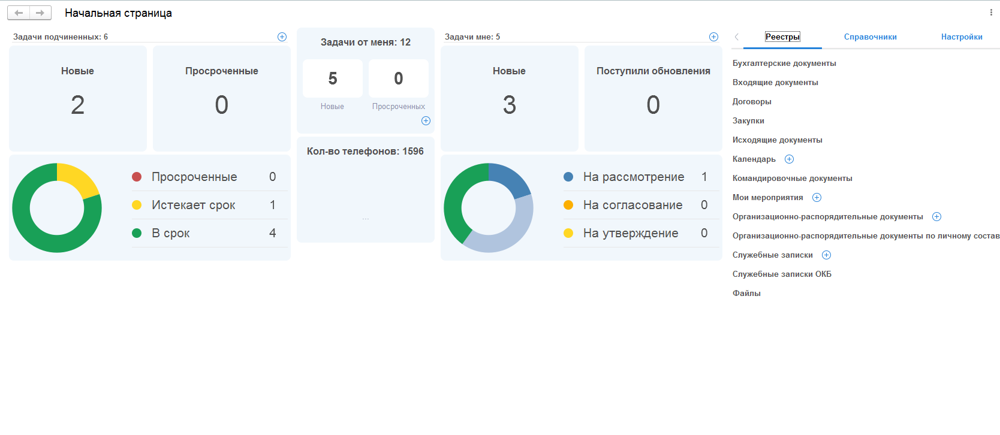 Начальная страница
Задачи подчиненных: 6
Новые
2
Просроченные
0
Просроченные 0
Истекает срок 1
В срок 4
Задачи от меня: 12
5
0
Новые
Просроченных
Кол-во телефонов: 1596
...
Задачи мне: 5
Новые
3
Поступили обновления
0
На рассмотрение 1
На согласование 0
На утверждение 0
Реестры
Справочники
Настройки
Бухгалтерские документы
Входящие документы
Договоры
Закупки
Исходящие документы
Календарь
Командировочные документы
Мои мероприятия
Организационно-распорядительные документы
Организационно-распорядительные документы по личному состав
Служебные записки
Служебные записки ОКБ
Файлы